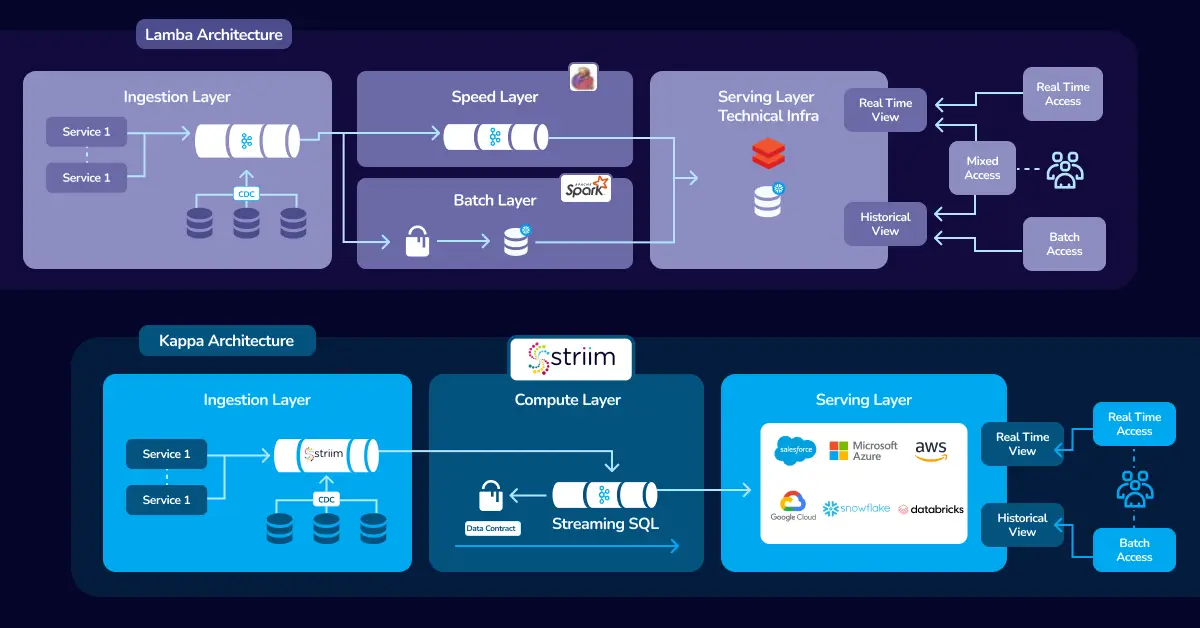 Lamba Architecture
Ingestion Layer
Service 1
Service 1
CDC
Speed Layer
Batch Layer
APACHE
Spark
Serving Layer
Technical Infra
Real Time
View
Historical
View
Real Time
Access
Mixed
Access
Batch
Access
Kappa Architecture
Ingestion Layer
Service 1
Service 1
striim
CDC
striim
Compute Layer
Data Contract
Streaming SQL
Serving Layer
salesforce
Microsoft
Azure
aws
Google Cloud
snowflake
databricks
Real Time
View
Historical
View
Real Time
Access
Batch
Access